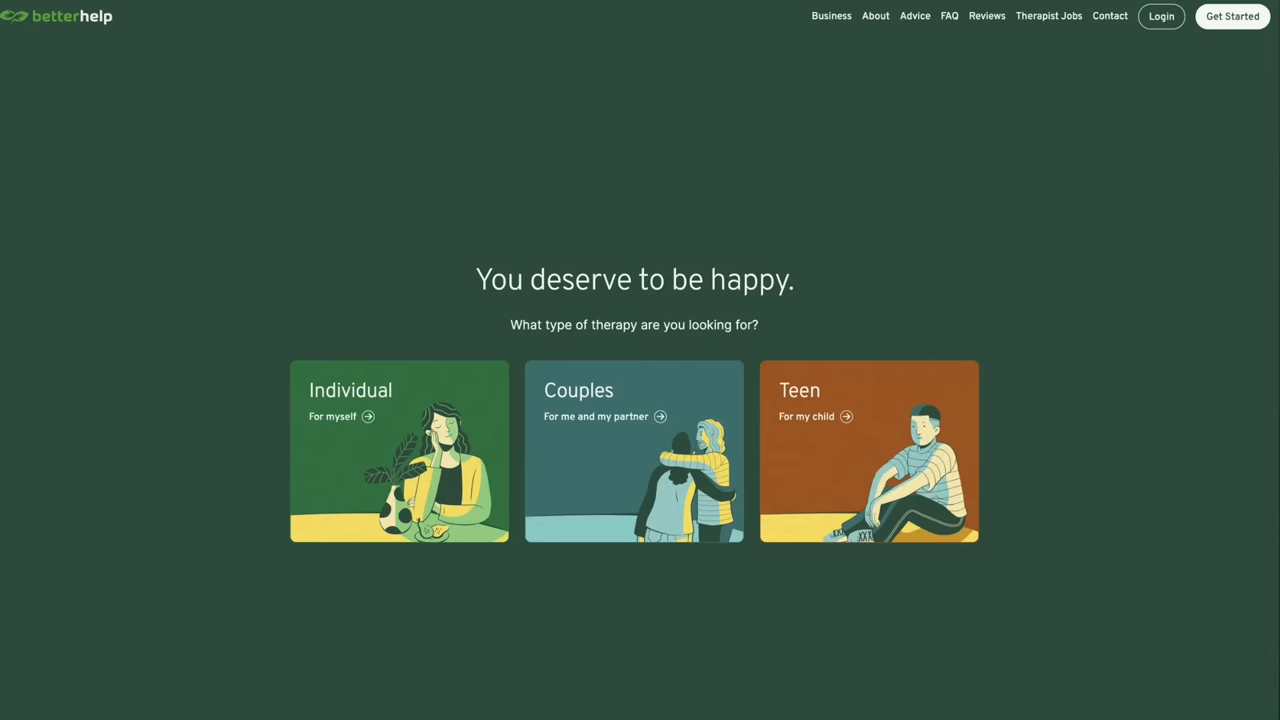 betterhelp
Business About Advice FAQ Reviews Therapist Jobs Contact Login Get Started
You deserve to be happy.
What type of therapy are you looking for?
Individual
For myself
Couples
For me and my partner
Teen
For my child